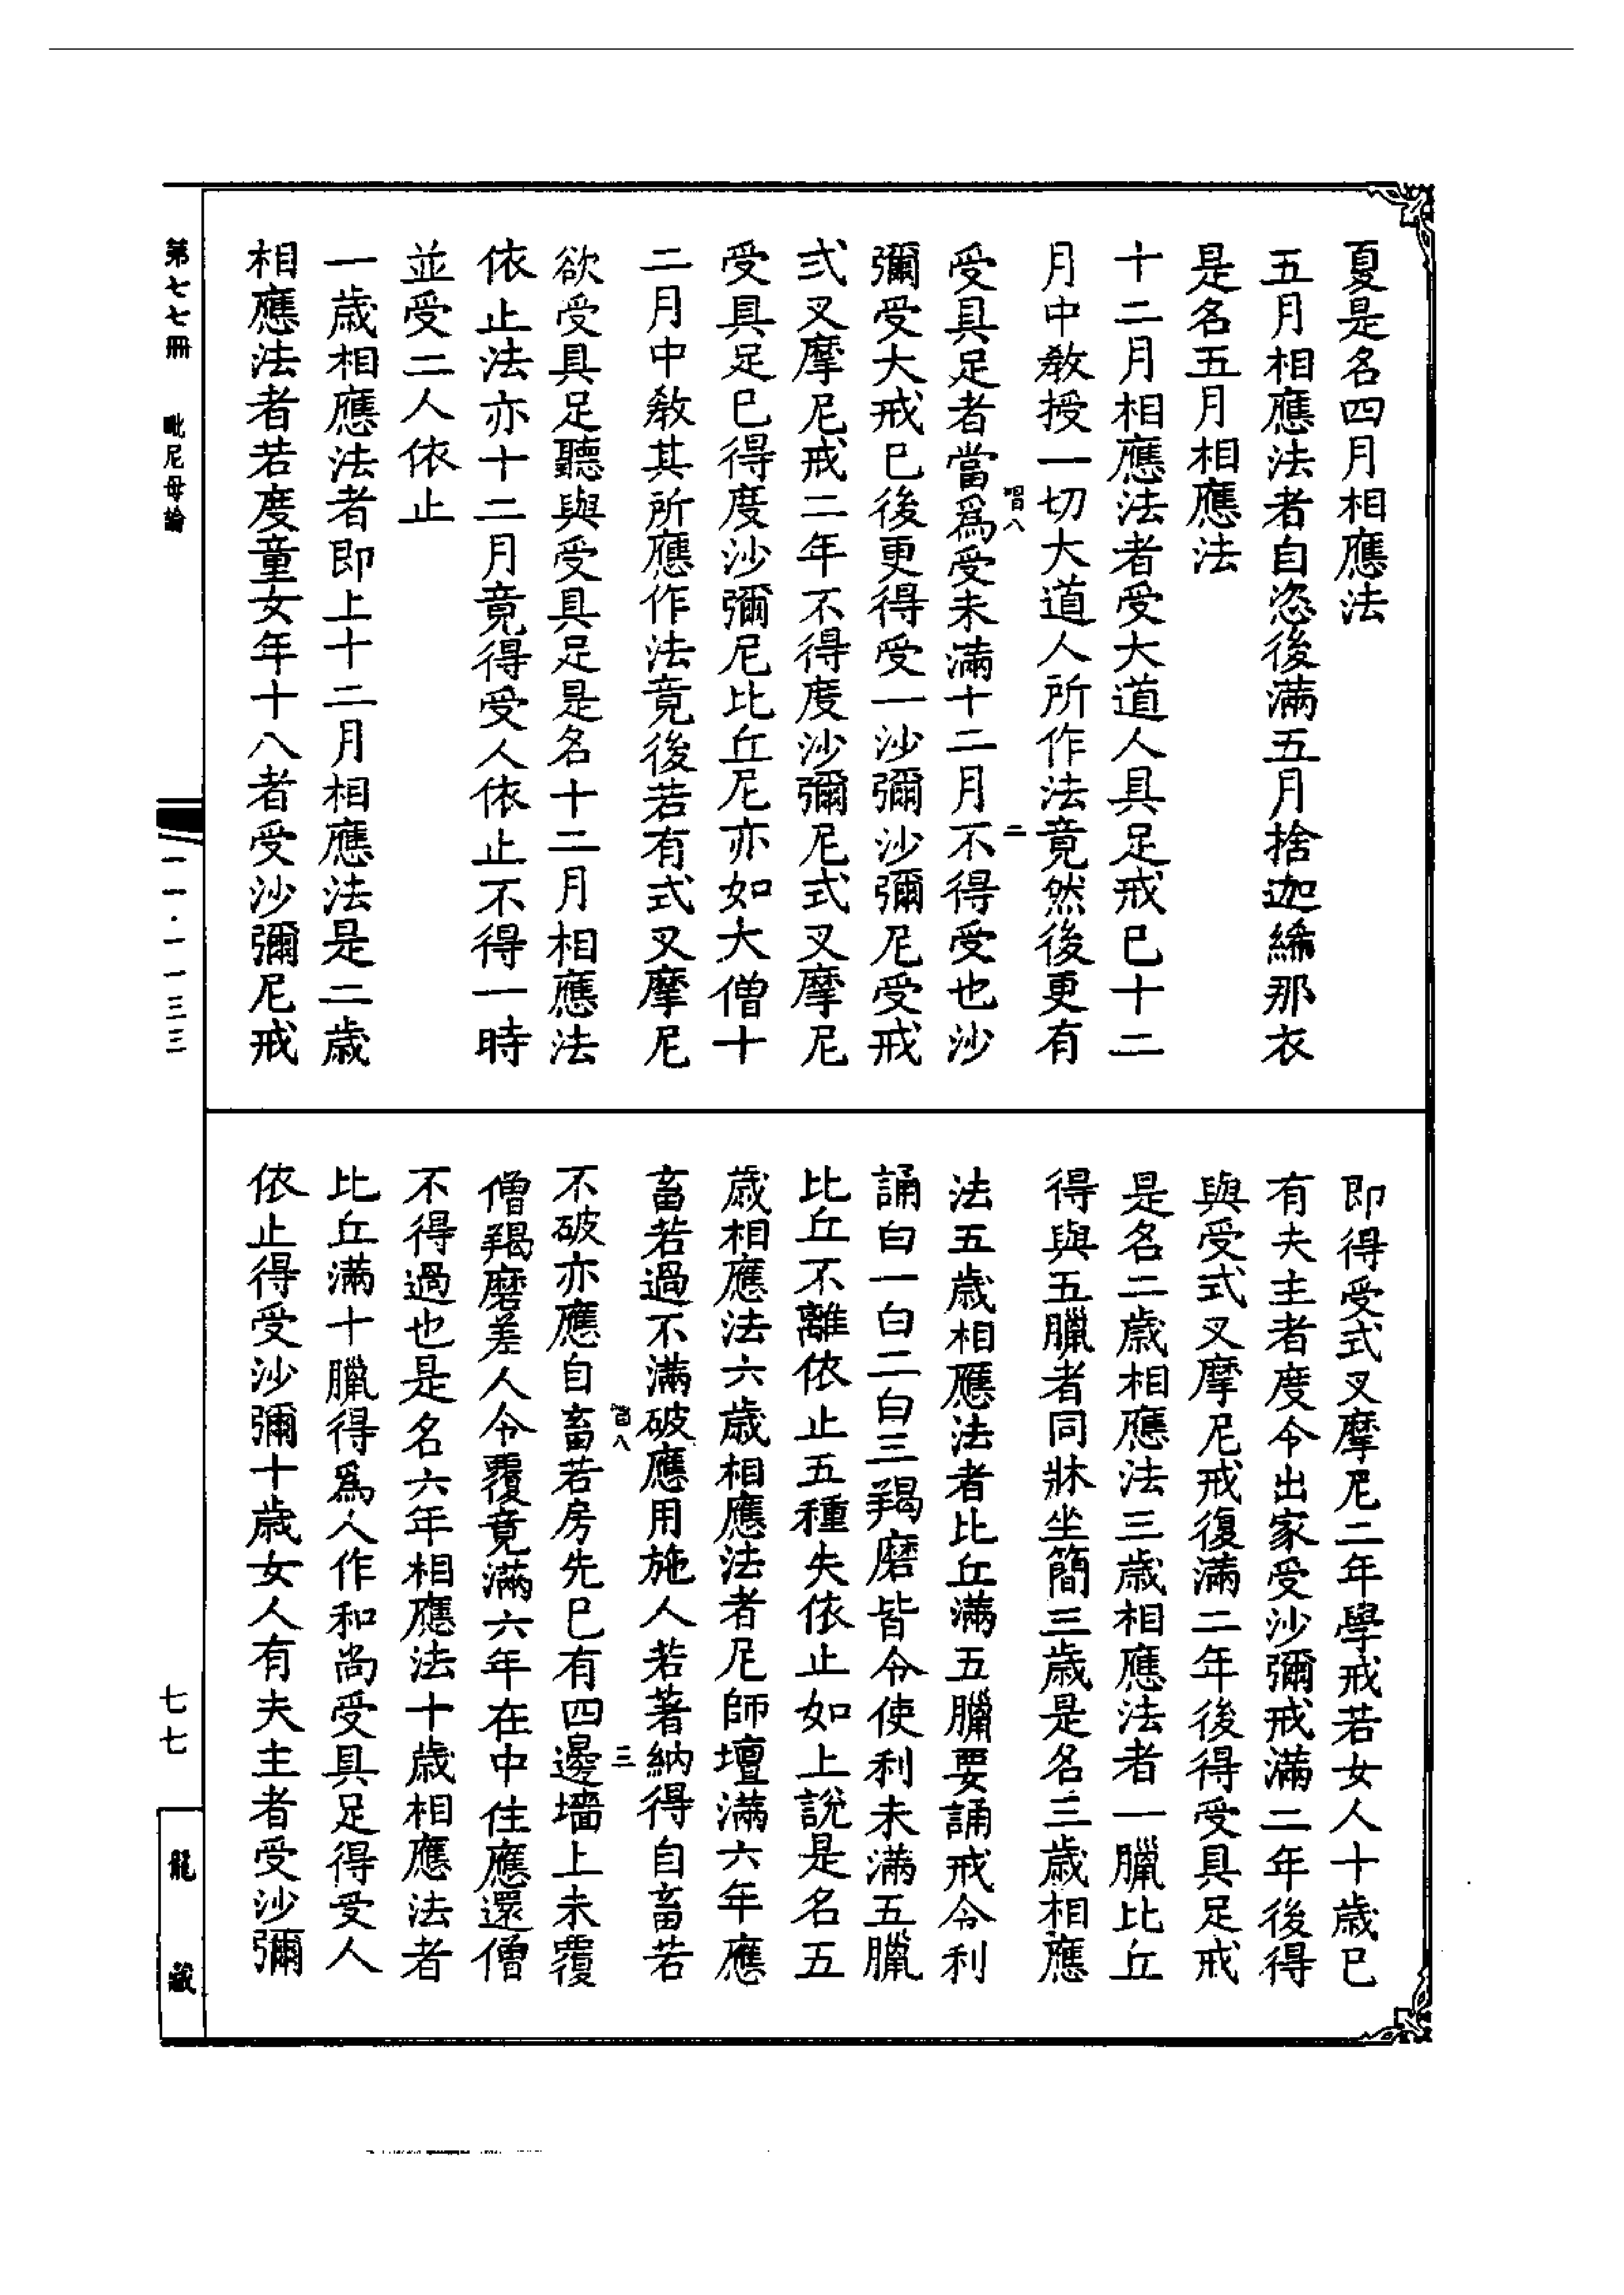 夏是名四月相應法
五月相應法者自恣後滿五月捨迦絺那衣
是名五月相應法
十二月相應法者受大道人具足戒已十二
月中教授一切大道人所作法竟然後更有
習八
二
受具足者當爲受未滿十二月不得受也沙
彌受大戒已後更得受一沙彌沙彌尼受戒
式叉摩尼戒二年不得度沙彌尼式叉摩尼
受具足已得度沙彌尼比丘尼亦如大僧十
二月中教其所應作法竟後若有式叉摩尼
欲受具足聽與受具足是名十二月相應法
依止法亦十二月竟得受人依止不得一時
並受二人依止
一歲相應法者即上十二月相應法是二歲
相應法者若度童女年十八者受沙彌尼戒
即得受式叉摩尼二年學戒若女人十歲已
有夫主者度令出家受沙彌戒滿二年後得
與受式叉摩尼戒復滿二年後得受具足戒
是名二歲相應法三歲相應法者一臘比丘
得與五臘者同牀坐簡三歲是名三歲相應
法五歲相應法者比丘滿五臘要誦戒令利
誦白一白二白三羯磨皆令使利未滿五臘
比丘不離依止五種失依止如上說是名五
歲相應法六歲相應法者尼師壇滿六年應
畜若過不滿破應用施人若著納得自畜若
習八
三
不破亦應自畜若房先已有四邊墻上未覆
僧羯磨差人令覆竟滿六年在中住應還僧
不得過也是名六年相應法十歲相應法者
比丘滿十臘得爲人作和尚受具足得受人
依止得受沙彌十歲女人有夫主者受沙彌
第七七冊 毗尼母論
一一·一一三三
七七
龍藏